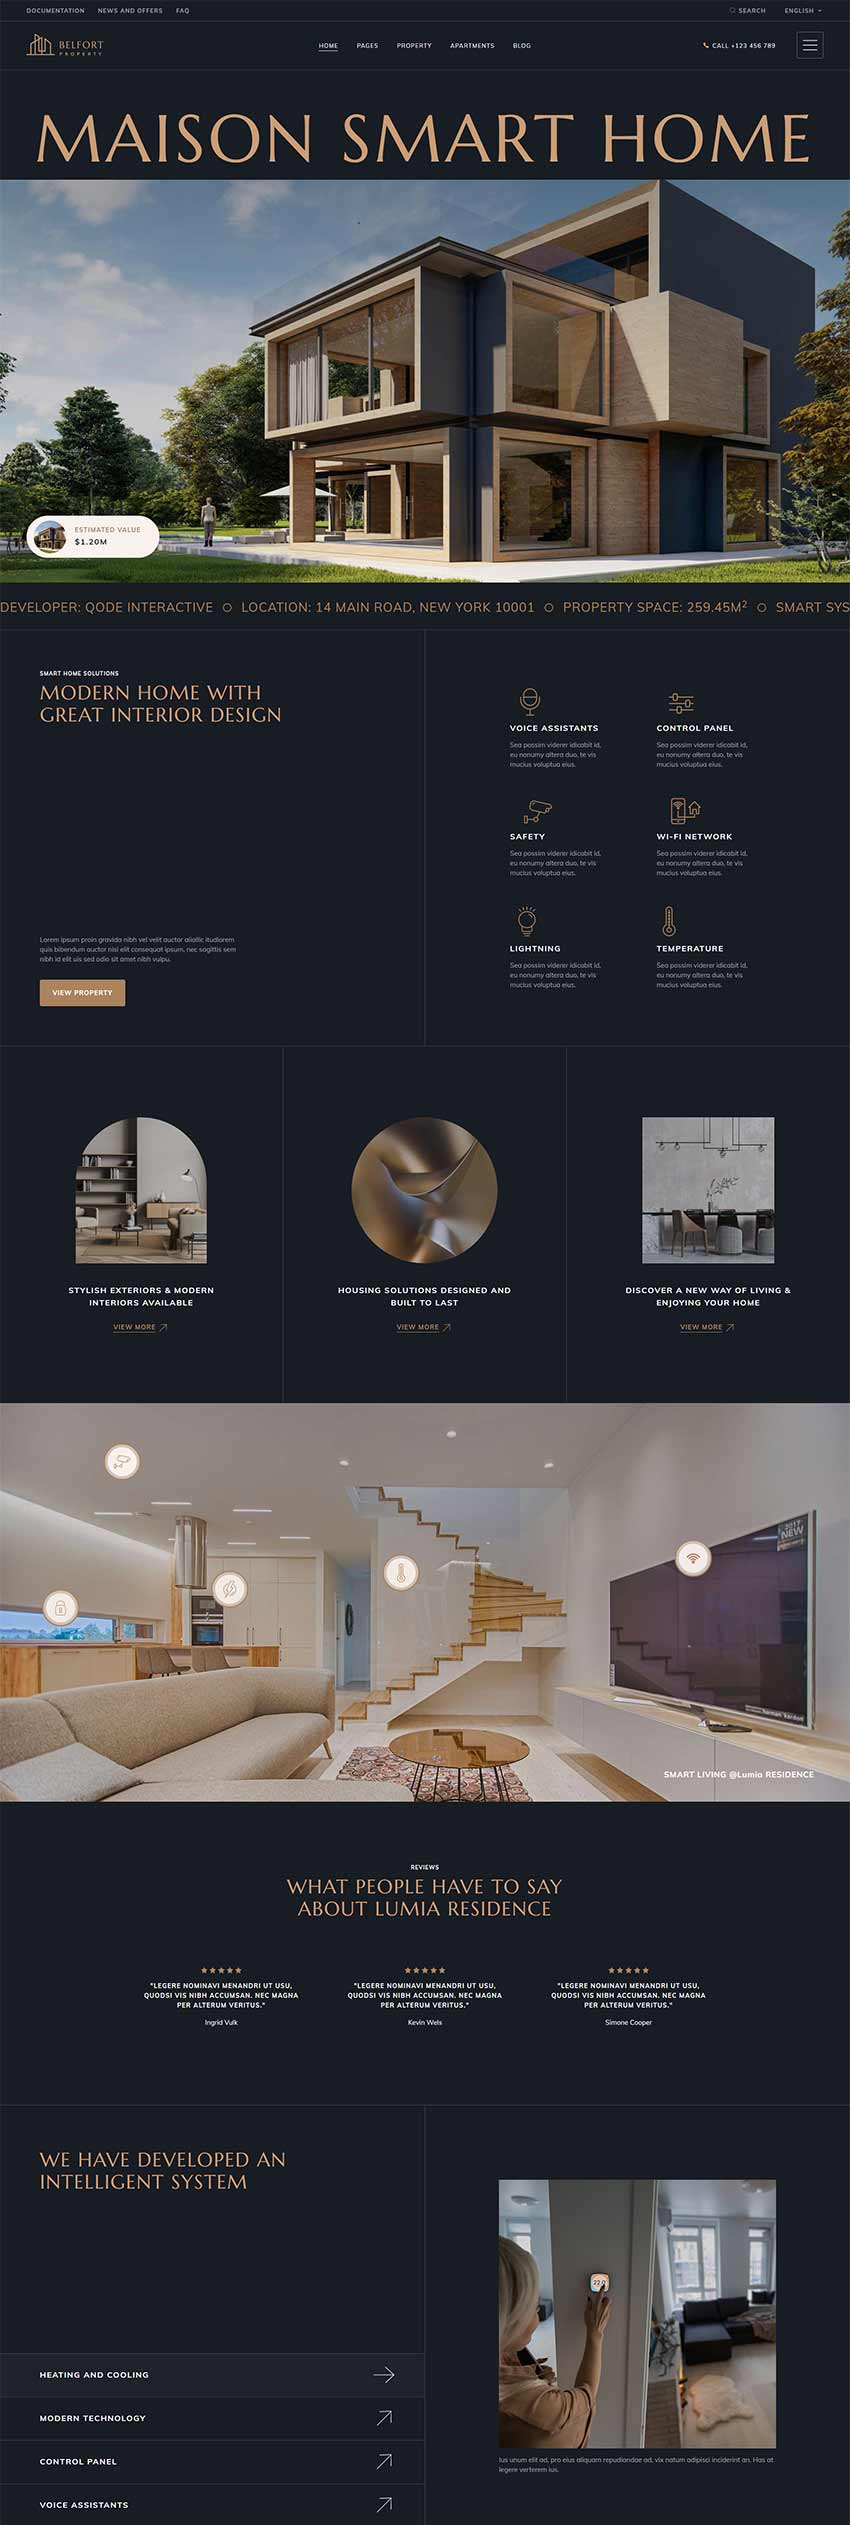 DOCUMENTATION NEWS AND OFFERS FAQ
SEARCH ENGLISH
BELFORT
PROPERTY
HOME PAGES PROPERTY APARTMENTS BLOG
CALL +123 456 789
MAISON SMART HOME
ESTIMATED VALUE
$1.20M
DEVELOPER: QODE INTERACTIVE LOCATION: 14 MAIN ROAD, NEW YORK 10001 PROPERTY SPACE: 259.45M2 SMART SYS
SMART HOME SOLUTIONS
MODERN HOME WITH
GREAT INTERIOR DESIGN
Lorem ipsum proin gravida nibh vel velit auctor aliollic itudlorem
quis bibendum auctor nisi elit consequat ipsum, nec sagittis sem
nibh id elit uis sed odio sit amet nibh vulpu.
VIEW PROPERTY
VOICE ASSISTANTS
Sea possim viderer idicabit id,
eu nonumy altera duo, te vis
mucius voluptua eius.
CONTROL PANEL
Sea possim viderer idicabit id,
eu nonumy altera duo, te vis
mucius voluptua eius.
SAFETY
Sea possim viderer idicabit id,
eu nonumy altera duo, te vis
mucius voluptua eius.
WI-FI NETWORK
Sea possim viderer idicabit id,
eu nonumy altera duo, te vis
mucius voluptua eius.
LIGHTNING
Sea possim viderer idicabit id,
eu nonumy altera duo, te vis
mucius voluptua eius.
TEMPERATURE
Sea possim viderer idicabit id,
eu nonumy altera duo, te vis
mucius voluptua eius.
STYLISH EXTERIORS & MODERN
INTERIORS AVAILABLE
VIEW MORE
HOUSING SOLUTIONS DESIGNED AND
BUILT TO LAST
VIEW MORE
DISCOVER A NEW WAY OF LIVING &
ENJOYING YOUR HOME
VIEW MORE
2017
NEW
harman kardon
SMART LIVING @Lumia RESIDENCE
REVIEWS
WHAT PEOPLE HAVE TO SAY
ABOUT LUMIA RESIDENCE
"LEGERE NOMINAVI MENANDRI UT USU,
QUODSI VIS NIBH ACCUMSAN. NEC MAGNA
PER ALTERUM VERITUS."
Ingrid Vulk
"LEGERE NOMINAVI MENANDRI UT USU,
QUODSI VIS NIBH ACCUMSAN. NEC MAGNA
PER ALTERUM VERITUS."
Kevin Wels
"LEGERE NOMINAVI MENANDRI UT USU,
QUODSI VIS NIBH ACCUMSAN. NEC MAGNA
PER ALTERUM VERITUS."
Simone Cooper
WE HAVE DEVELOPED AN
INTELLIGENT SYSTEM
HEATING AND COOLING
MODERN TECHNOLOGY
CONTROL PANEL
VOICE ASSISTANTS
22.0
Ius unum elit ad, pro eius aliquam repudiandae ad, vix natum adipisci inciderint an. Has at
legere verterem ius.